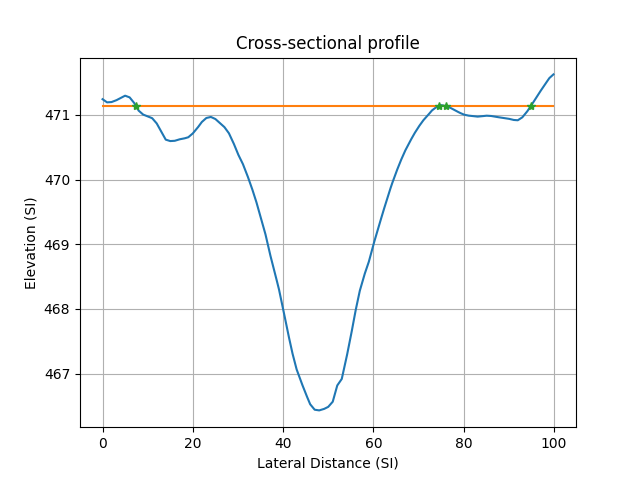 Cross-sectional profile
471
470
469
468
467
Elevation (SI)
0 20 40 60 80 100
Lateral Distance (SI)